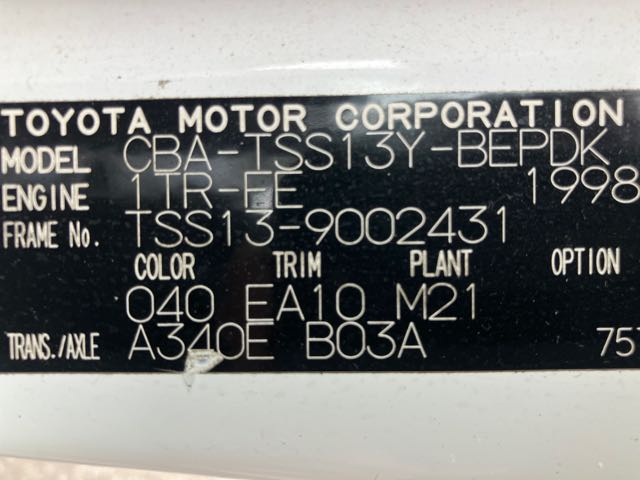 TOYOTA MOTOR CORPORATION
MODEL CBA-TSS13Y-BEPDK
ENGINE 1TR-FE 1998
FRAME No. TSS13-9002431
COLOR TRIM PLANT OPTION
040 EA10 M21
TRANS./AXLE A340E B03A 75